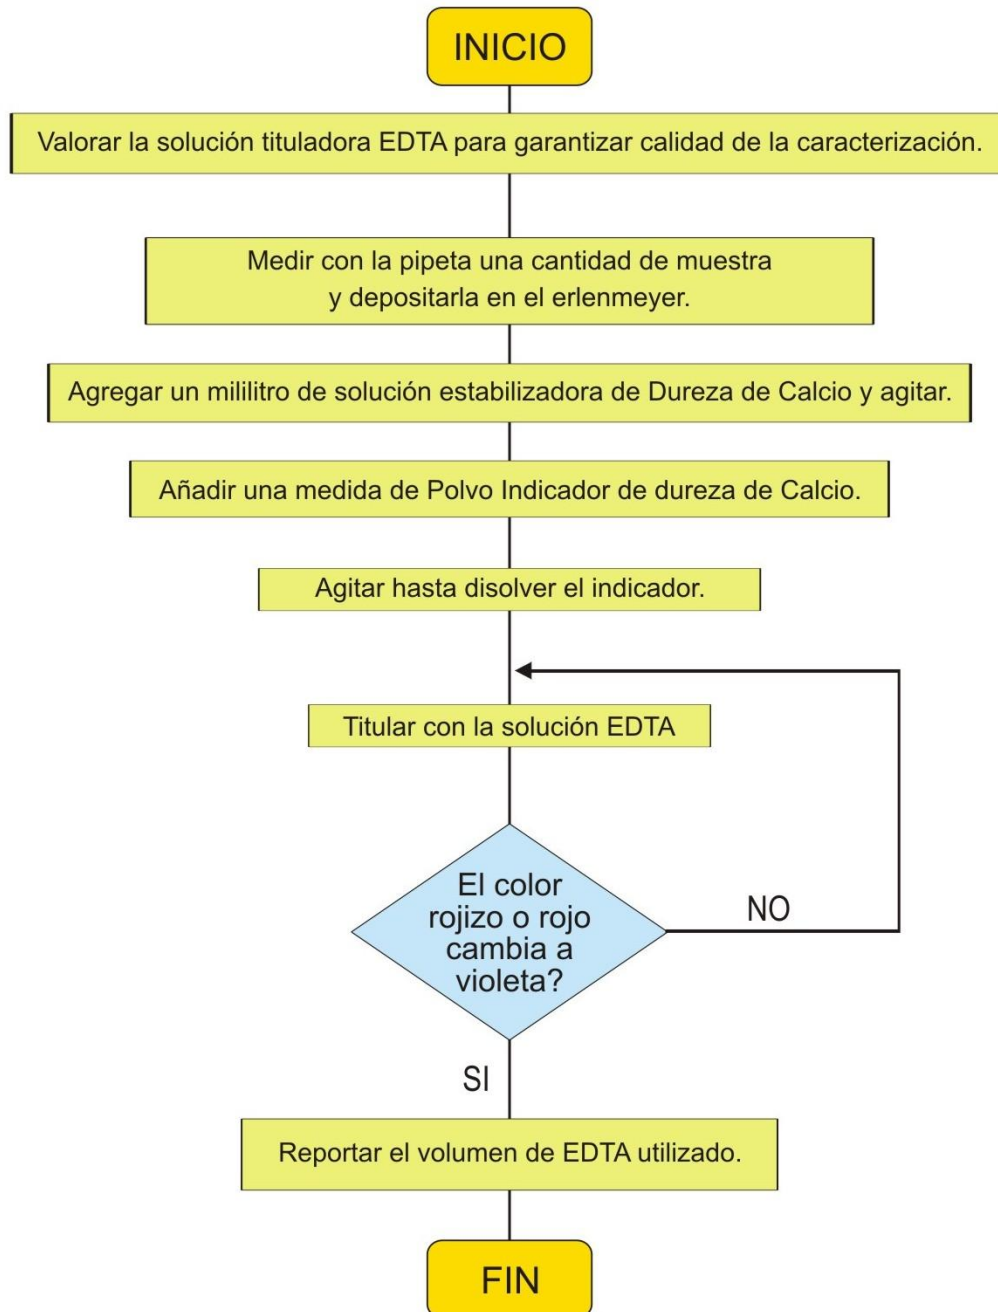 INICIO
Valorar la solución tituladora EDTA para garantizar calidad de la caracterización.
Medir con la pipeta una cantidad de muestra
y depositarla en el erlenmeyer.
Agregar un mililitro de solución estabilizadora de Dureza de Calcio y agitar.
Añadir una medida de Polvo Indicador de dureza de Calcio.
Agitar hasta disolver el indicador.
Titular con la solución EDTA
El color
rojizo o rojo
cambia a
violeta?
NO
SI
Reportar el volumen de EDTA utilizado.
FIN